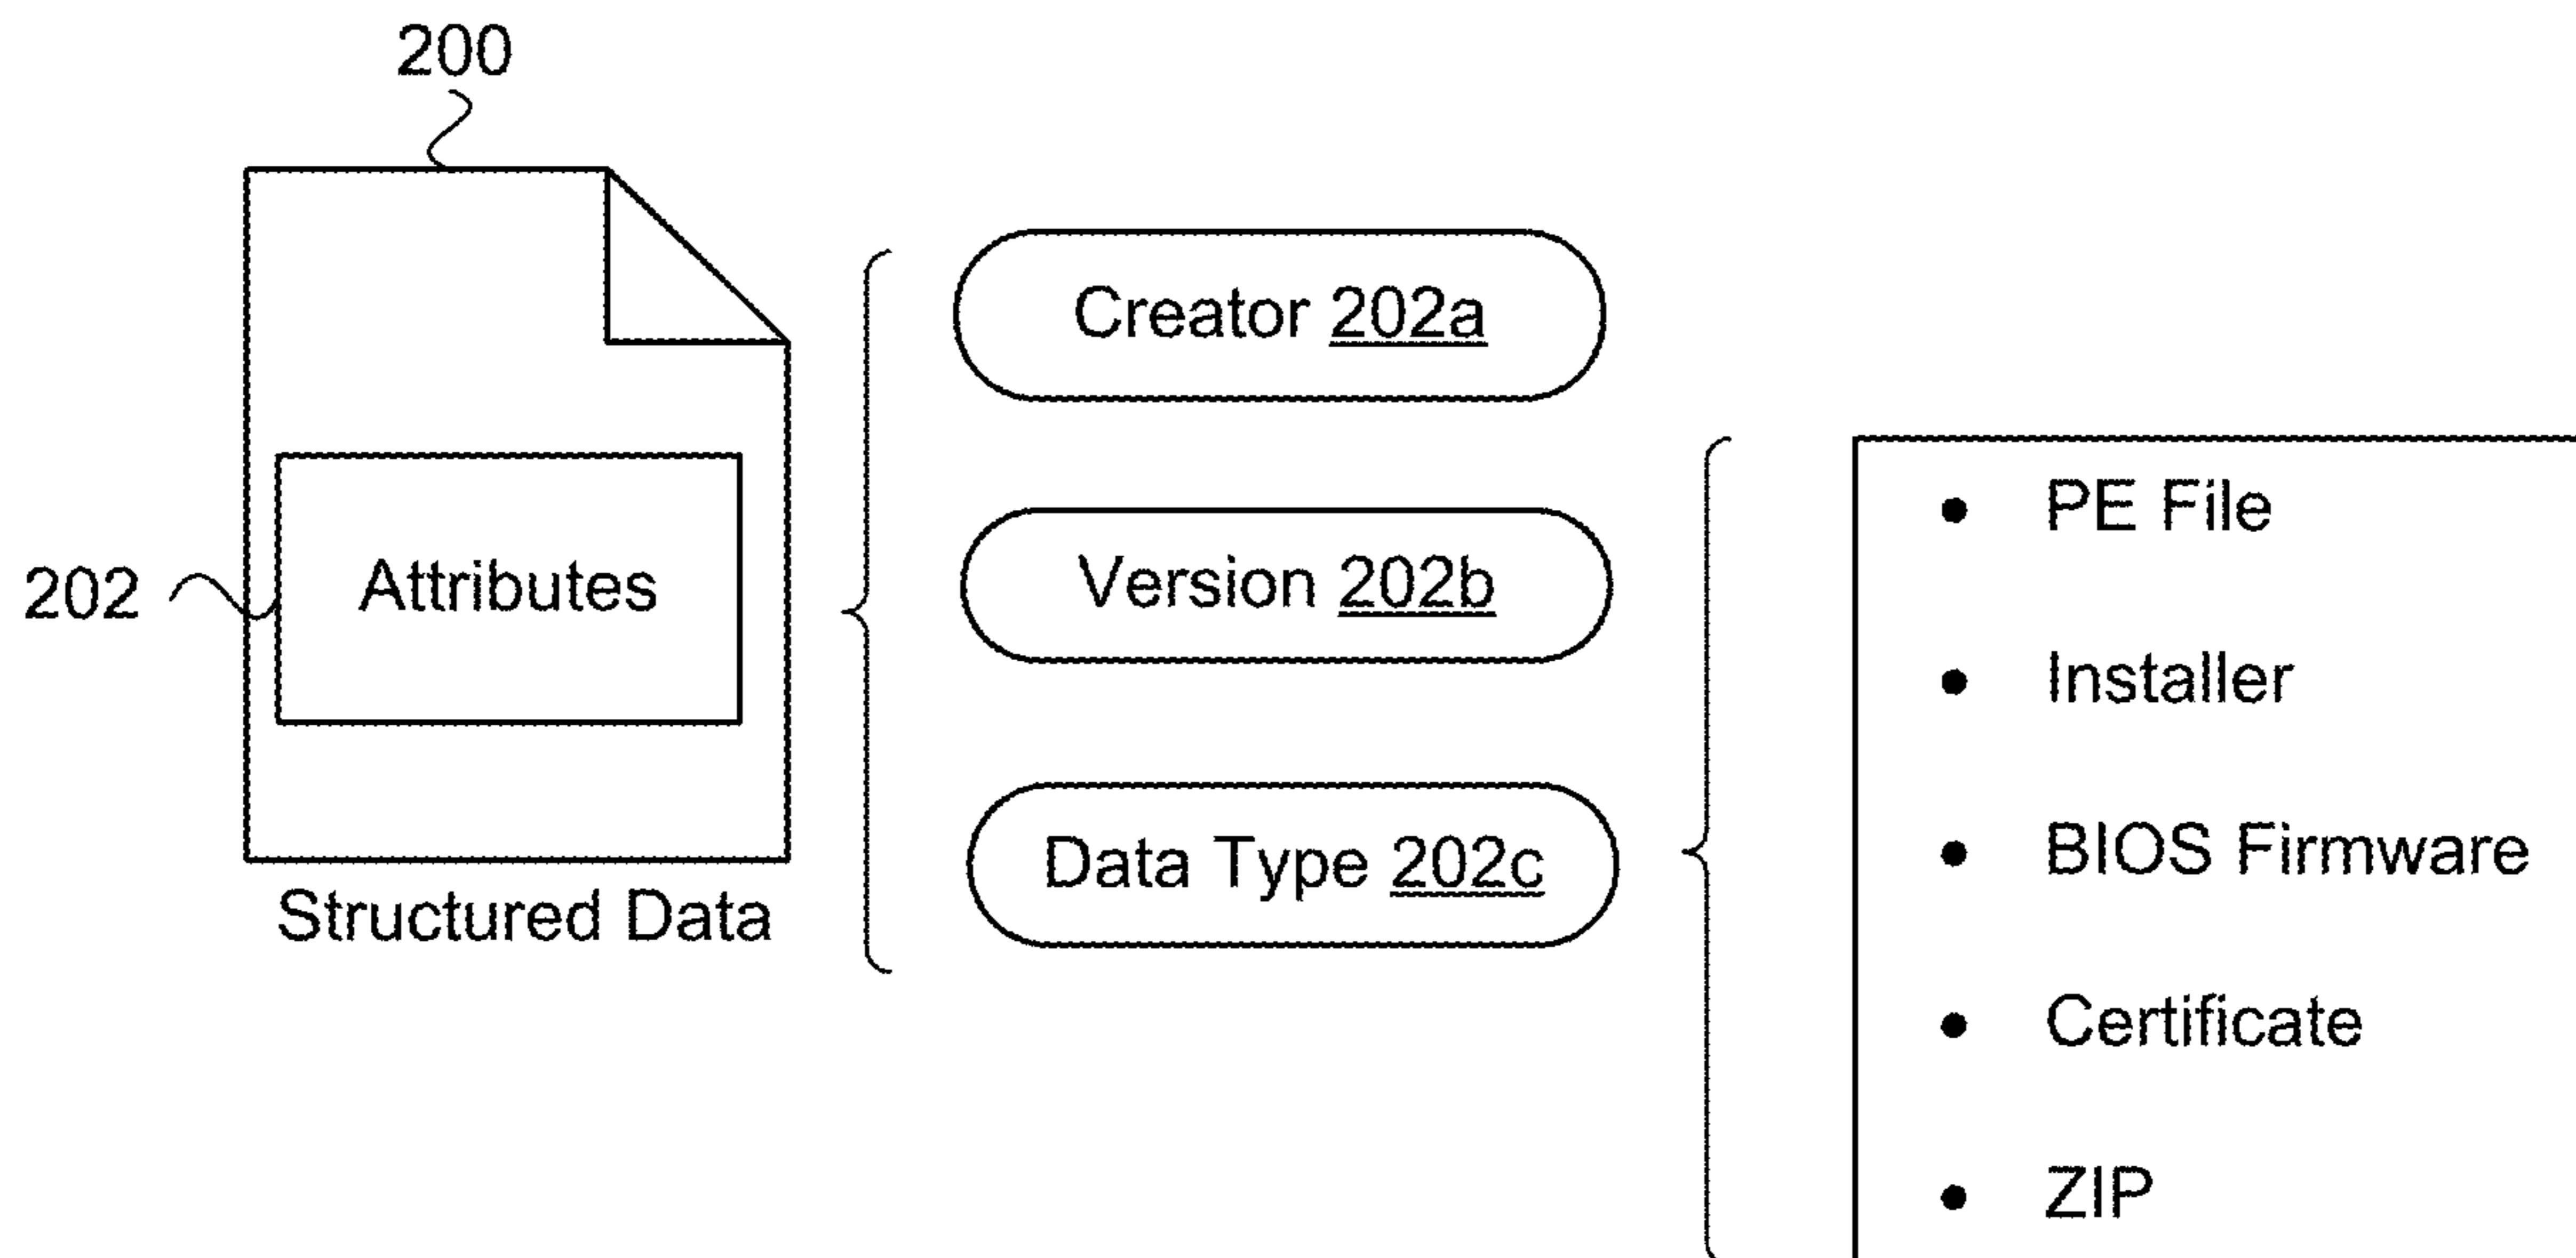 200
202
Attributes
Structured Data
Creator 202a
Version 202b
Data Type 202c
• PE File
• Installer
• BIOS Firmware
• Certificate
• ZIP